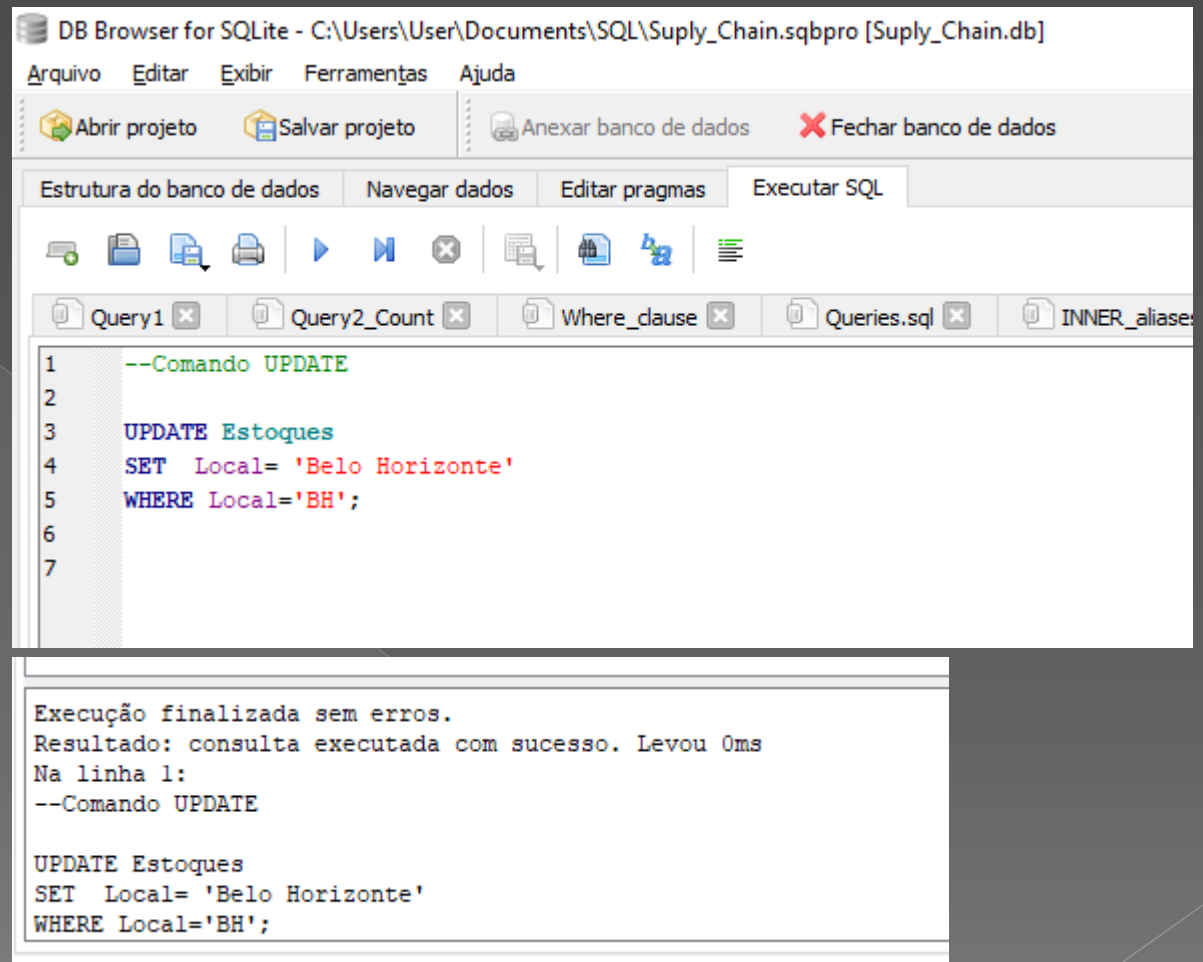 DB Browser for SQLite - C:\Users\User\Documents\SQL\Suply_Chain.sqbpro [Suply_Chain.db]
Arquivo Editar Exibir Ferramentas Ajuda
Abrir projeto Salvar projeto Anexar banco de dados Fechar banco de dados
Estrutura do banco de dados Navegar dados Editar pragmas Executar SQL
Query1 Query2_Count Where_clause Queries.sql INNER_aliases
1 --Comando UPDATE
2
3 UPDATE Estoques
4 SET  Local= 'Belo Horizonte'
5 WHERE Local='BH';
6
7
Execução finalizada sem erros.
Resultado: consulta executada com sucesso. Levou 0ms
Na linha 1:
--Comando UPDATE
UPDATE Estoques
SET  Local= 'Belo Horizonte'
WHERE Local='BH';